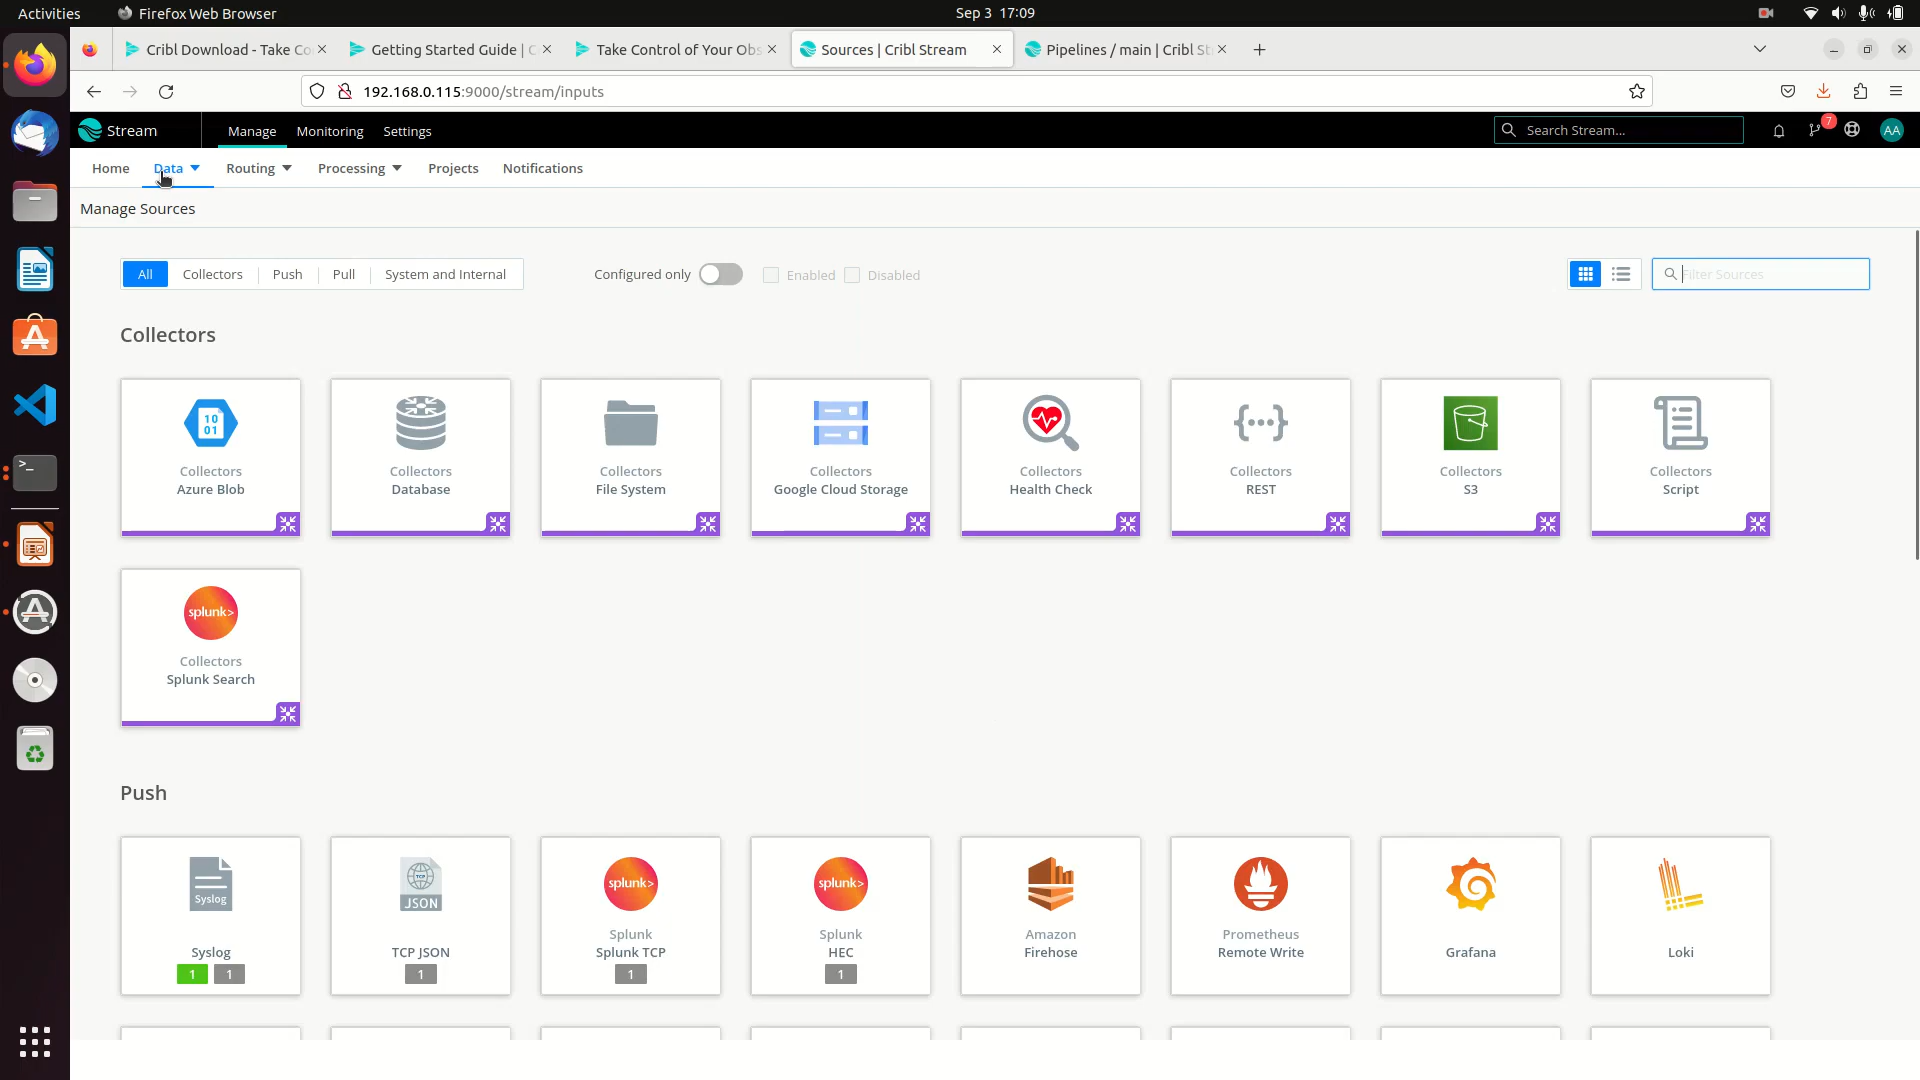 Activities
Firefox Web Browser
Sep 3 17:09
Cribl Download - Take Co
Getting Started Guide | C
Take Control of Your Obs
Sources | Cribl Stream
Pipelines / main | Cribl St
192.168.0.115:9000/stream/inputs
Stream
Manage
Monitoring
Settings
Search Stream...
7
AA
Home
Data
Routing
Processing
Projects
Notifications
Manage Sources
All
Collectors
Push
Pull
System and Internal
Configured only
Enabled
Disabled
Filter Sources
Collectors
10
01
Collectors
Azure Blob
Collectors
Database
Collectors
File System
Collectors
Google Cloud Storage
Collectors
Health Check
{...}
Collectors
REST
Collectors
S3
Collectors
Script
splunk>
Collectors
Splunk Search
Push
Syslog
Syslog
1 1
TCP
JSON
TCP JSON
1
splunk>
Splunk
Splunk TCP
1
splunk>
Splunk
HEC
1
Amazon
Firehose
Prometheus
Remote Write
Grafana
Loki